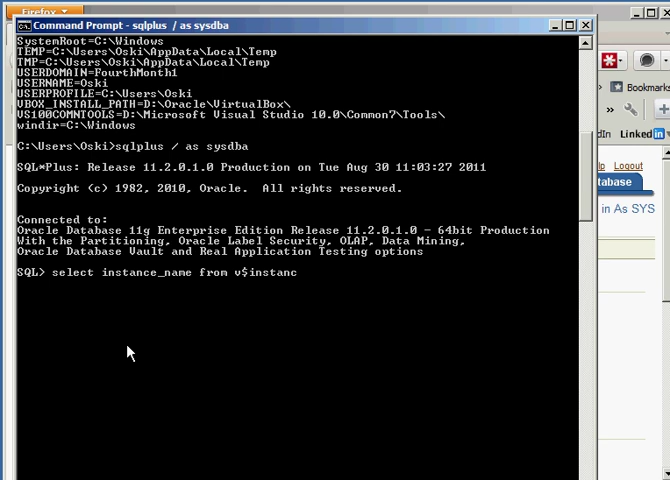 Firefox
Command Prompt - sqlplus / as sysdba
SystemRoot=C:\Windows
TEMP=C:\Users\Oski\AppData\Local\Temp
TMP=C:\Users\Oski\AppData\Local\Temp
USERDOMAIN=FourthMonth1
USERNAME=Oski
USERPROFILE=C:\Users\Oski
VBOX_INSTALL_PATH=D:\Oracle\VirtualBox\
VS100COMNTOOLS=D:\Microsoft Visual Studio 10.0\Common7\Tools\
windir=C:\Windows
C:\Users\Oski>sqlplus / as sysdba
SQL*Plus: Release 11.2.0.1.0 Production on Tue Aug 30 11:03:27 2011
Copyright (c) 1982, 2010, Oracle.  All rights reserved.
Connected to:
Oracle Database 11g Enterprise Edition Release 11.2.0.1.0 - 64bit Production
With the Partitioning, Oracle Label Security, OLAP, Data Mining,
Oracle Database Vault and Real Application Testing options
SQL> select instance_name from v$instanc
» Bookmarks
dIn LinkedIn
lp Logout
tabase
in As SYS